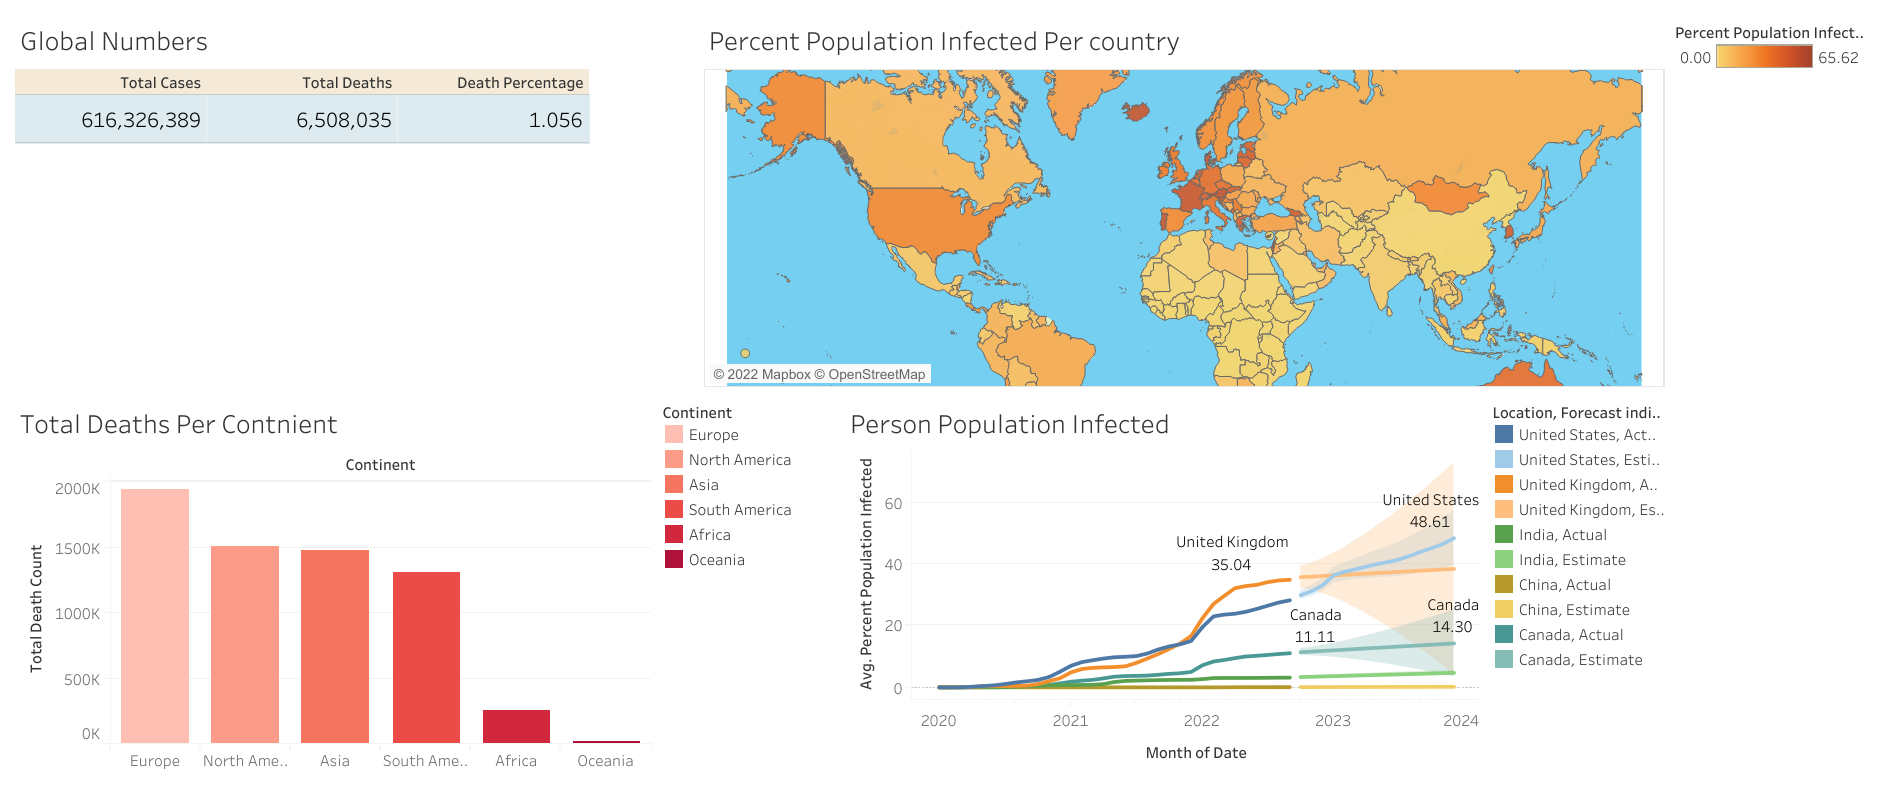 Global Numbers
Total Cases Total Deaths Death Percentage
616,326,389 6,508,035 1.056
Percent Population Infected Per country
© 2022 Mapbox © OpenStreetMap
Percent Population Infect..
0.00 65.62
Total Deaths Per Contnient
Continent
Total Death Count
2000K
1500K
1000K
500K
0K
Europe North Ame.. Asia South Ame.. Africa Oceania
Continent
Europe
North America
Asia
South America
Africa
Oceania
Person Population Infected
Avg. Percent Population Infected
60
40
20
0
United Kingdom
35.04
United States
48.61
Canada
11.11
Canada
14.30
2020 2021 2022 2023 2024
Month of Date
Location, Forecast indi..
United States, Act..
United States, Esti..
United Kingdom, A..
United Kingdom, Es..
India, Actual
India, Estimate
China, Actual
China, Estimate
Canada, Actual
Canada, Estimate